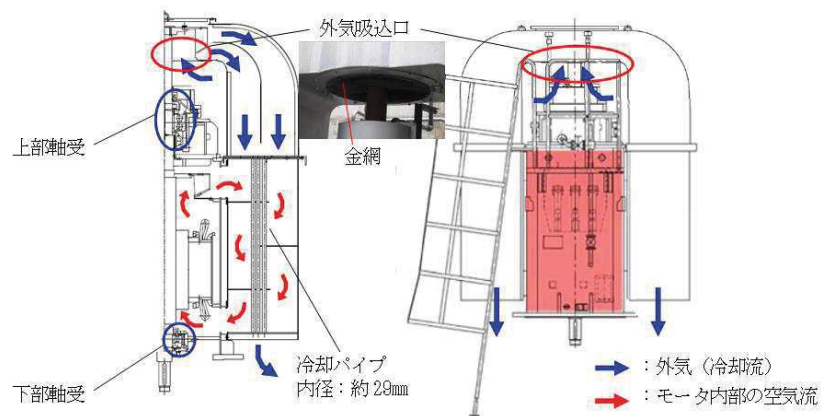 外気吸込口
金網
上部軸受
冷却パイプ
内径：約29mm
下部軸受
：外気（冷却流）
：モータ内部の空気流